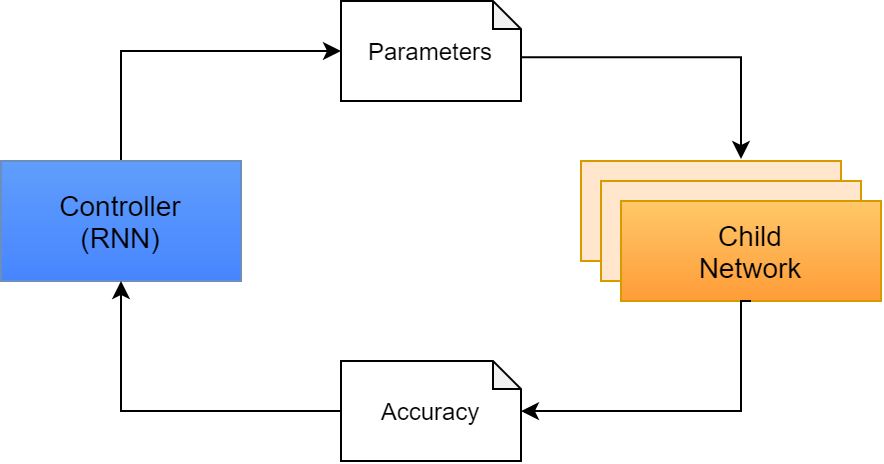 Parameters
Controller
(RNN)
Child
Network
Accuracy